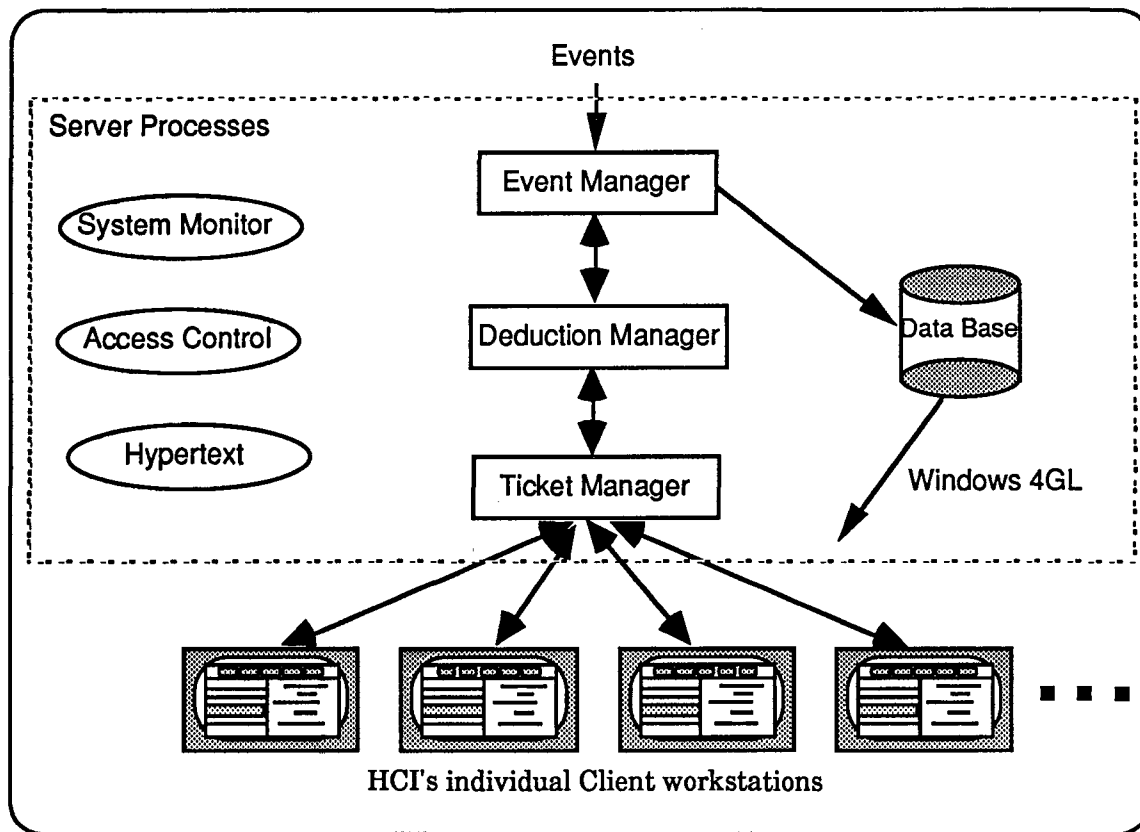 Events
Server Processes
Event Manager
System Monitor
Data Base
Access Control
Deduction Manager
Hypertext
Ticket Manager
Windows 4GL
HCI's individual Client workstations